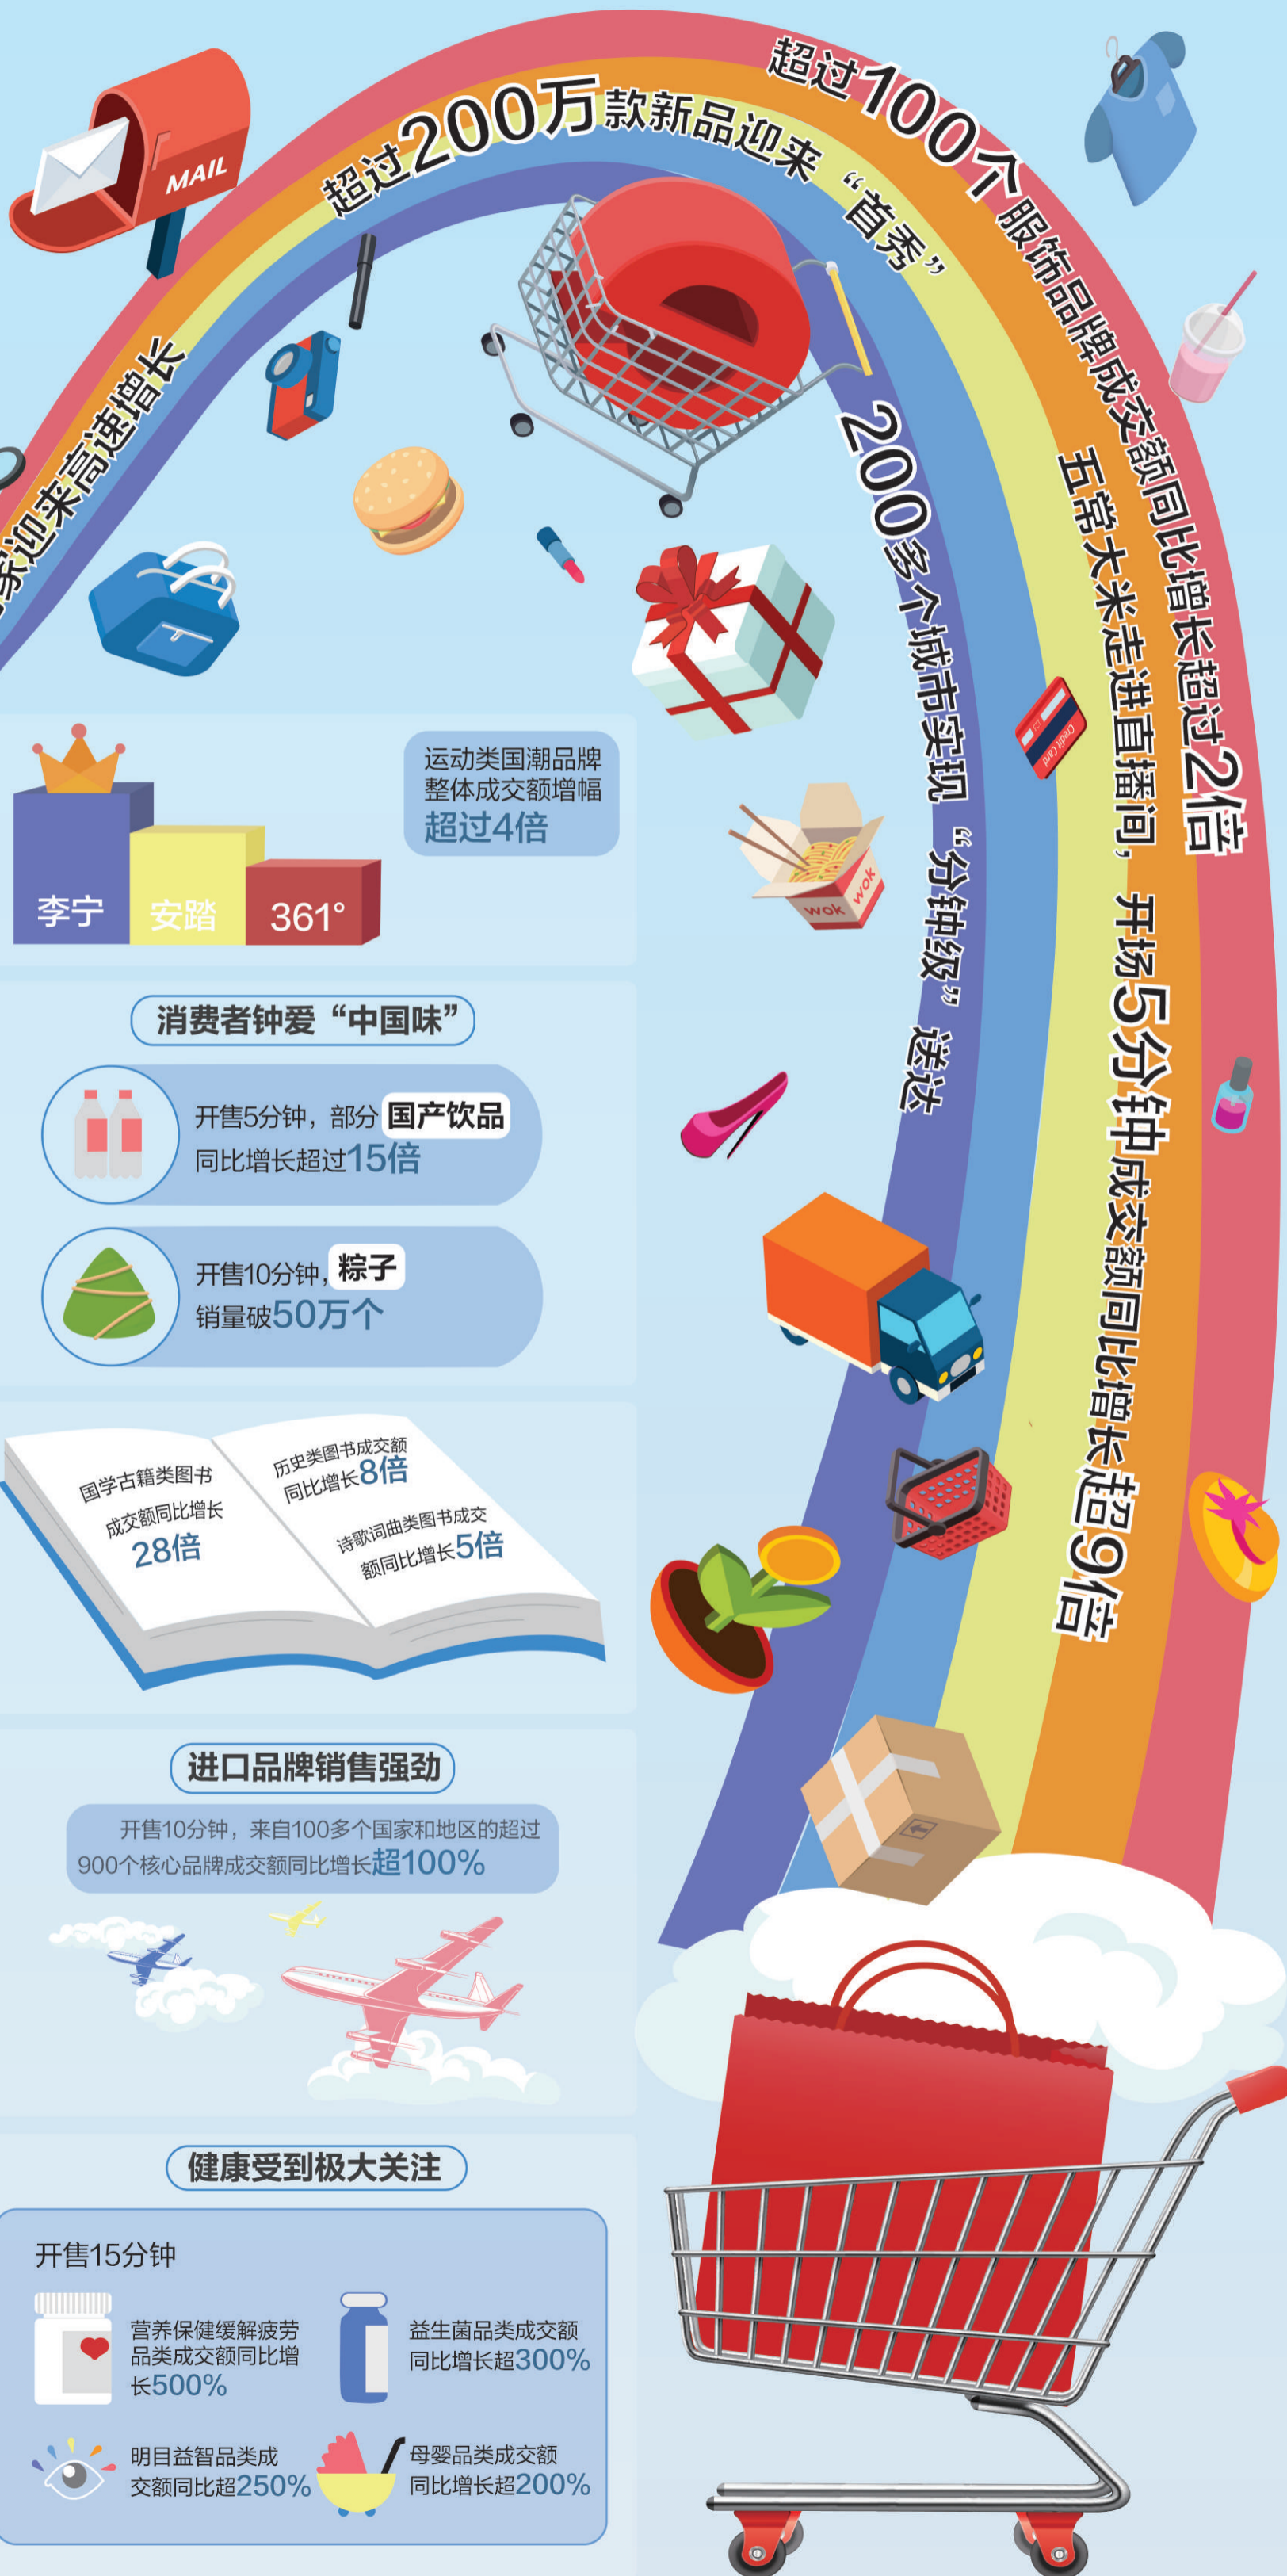 MAIL
家迎来高速增长
超过200万款新品迎来“首秀”
超过100个服饰品牌成交额同比增长超过2倍
五常大米走进直播间，开场5分钟成交额同比增长超9倍
200多个城市实现“分钟级”送达
Credit Card
wok
wok
运动类国潮品牌
整体成交额增幅
超过4倍
李宁
安踏
361°
消费者钟爱“中国味”
开售5分钟，部分国产饮品
同比增长超过15倍
开售10分钟，粽子
销量破50万个
国学古籍类图书
成交额同比增长
28倍
历史类图书成交额
同比增长8倍
诗歌词曲类图书成交
额同比增长5倍
进口品牌销售强劲
开售10分钟，来自100多个国家和地区的超过
900个核心品牌成交额同比增长超100%
健康受到极大关注
开售15分钟
营养保健缓解疲劳
品类成交额同比增
长500%
益生菌品类成交额
同比增长超300%
明目益智品类成
交额同比超250%
母婴品类成交额
同比增长超200%